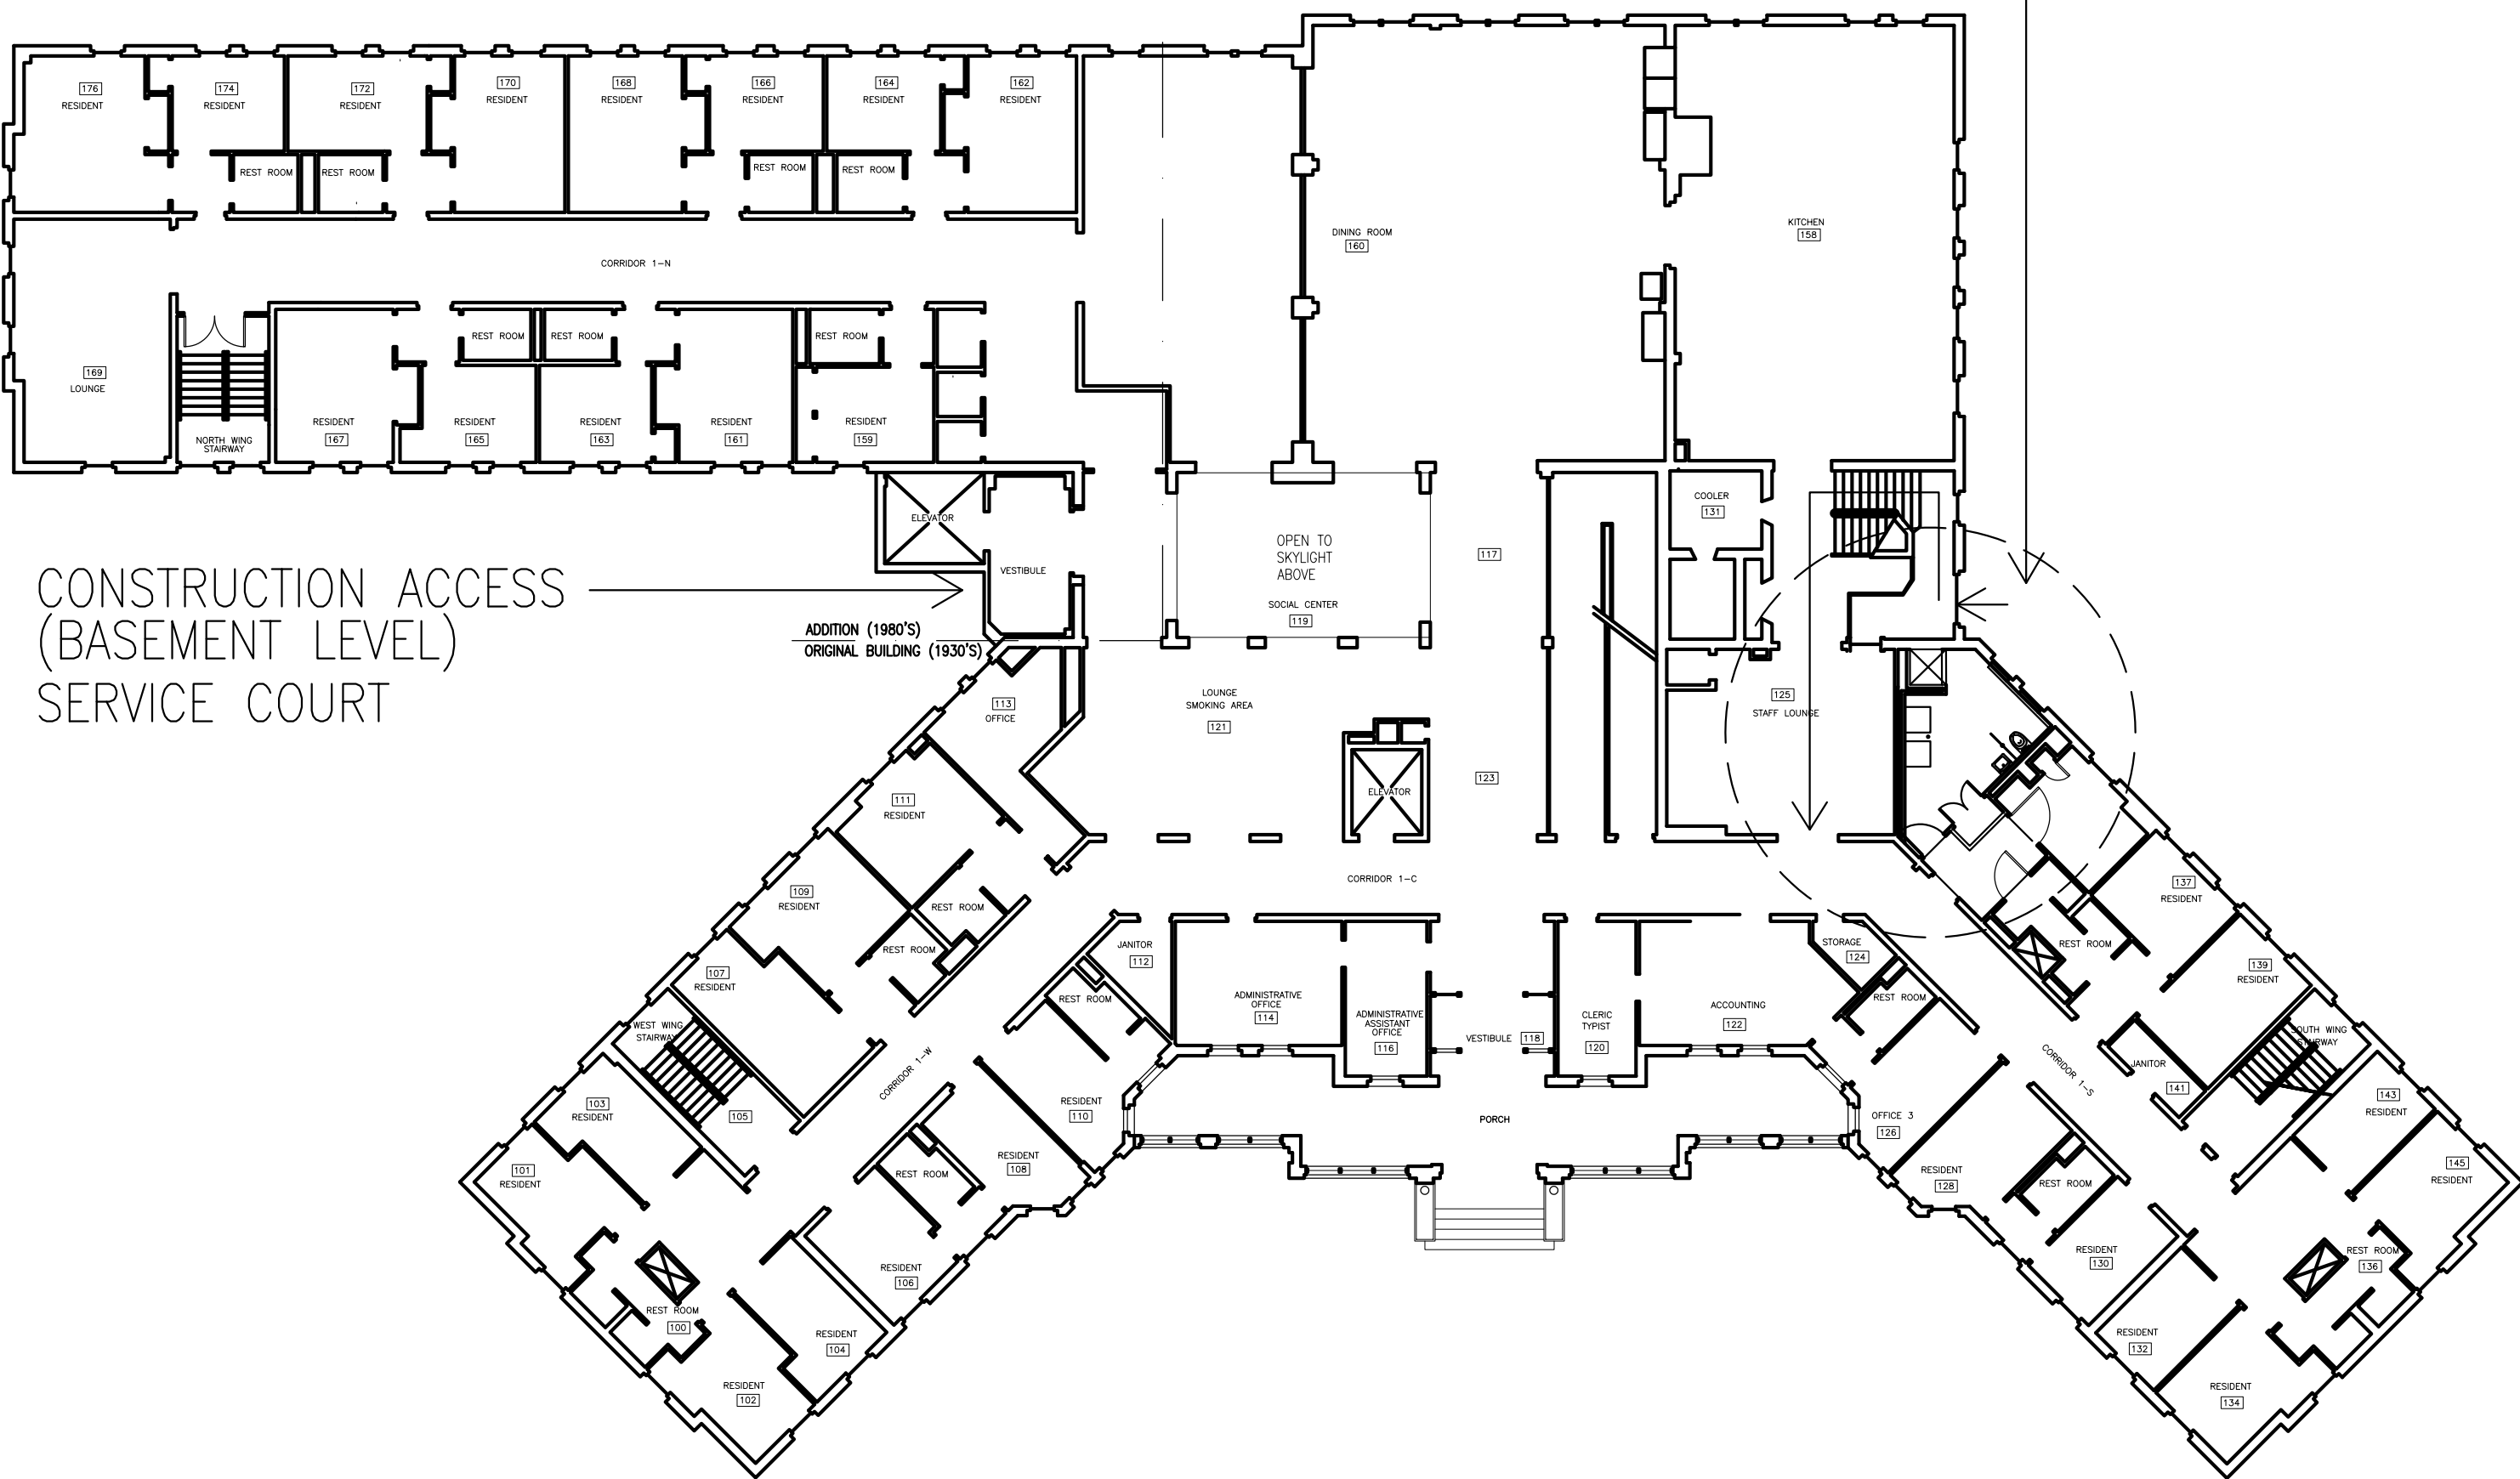 176
RESIDENT
174
RESIDENT
172
RESIDENT
170
RESIDENT
168
RESIDENT
166
RESIDENT
164
RESIDENT
162
RESIDENT
REST ROOM
REST ROOM
REST ROOM
REST ROOM
DINING ROOM
160
KITCHEN
158
CORRIDOR 1-N
REST ROOM
REST ROOM
REST ROOM
169
LOUNGE
NORTH WING
STAIRWAY
RESIDENT
167
RESIDENT
165
RESIDENT
163
RESIDENT
161
RESIDENT
159
ELEVATOR
VESTIBULE
COOLER
131
OPEN TO
SKYLIGHT
ABOVE
117
SOCIAL CENTER
119
CONSTRUCTION ACCESS
(BASEMENT LEVEL)
SERVICE COURT
ADDITION (1980'S)
ORIGINAL BUILDING (1930'S)
113
OFFICE
LOUNGE
SMOKING AREA
121
125
STAFF LOUNGE
123
ELEVATOR
111
RESIDENT
109
RESIDENT
REST ROOM
REST ROOM
CORRIDOR 1-C
137
RESIDENT
JANITOR
112
STORAGE
124
REST ROOM
107
RESIDENT
139
RESIDENT
REST ROOM
ADMINISTRATIVE
OFFICE
114
ADMINISTRATIVE
ASSISTANT
OFFICE
116
VESTIBULE
118
CLERIC
TYPIST
120
ACCOUNTING
122
REST ROOM
WEST WING
STAIRWAY
SOUTH WING
STAIRWAY
CORRIDOR 1-W
CORRIDOR 1-S
JANITOR
141
103
RESIDENT
105
RESIDENT
110
PORCH
OFFICE 3
126
143
RESIDENT
101
RESIDENT
REST ROOM
RESIDENT
108
RESIDENT
128
REST ROOM
145
RESIDENT
RESIDENT
106
RESIDENT
130
REST ROOM
136
REST ROOM
100
RESIDENT
104
RESIDENT
132
RESIDENT
102
RESIDENT
134